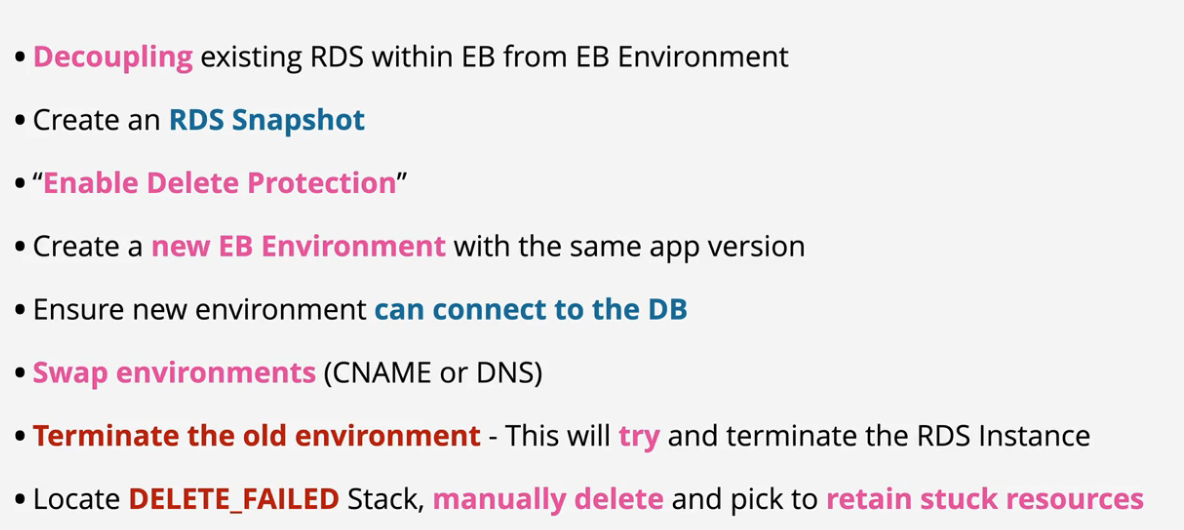 • Decoupling existing RDS within EB from EB Environment
• Create an RDS Snapshot
• “Enable Delete Protection”
• Create a new EB Environment with the same app version
• Ensure new environment can connect to the DB
• Swap environments (CNAME or DNS)
• Terminate the old environment - This will try and terminate the RDS Instance
• Locate DELETE_FAILED Stack, manually delete and pick to retain stuck resources